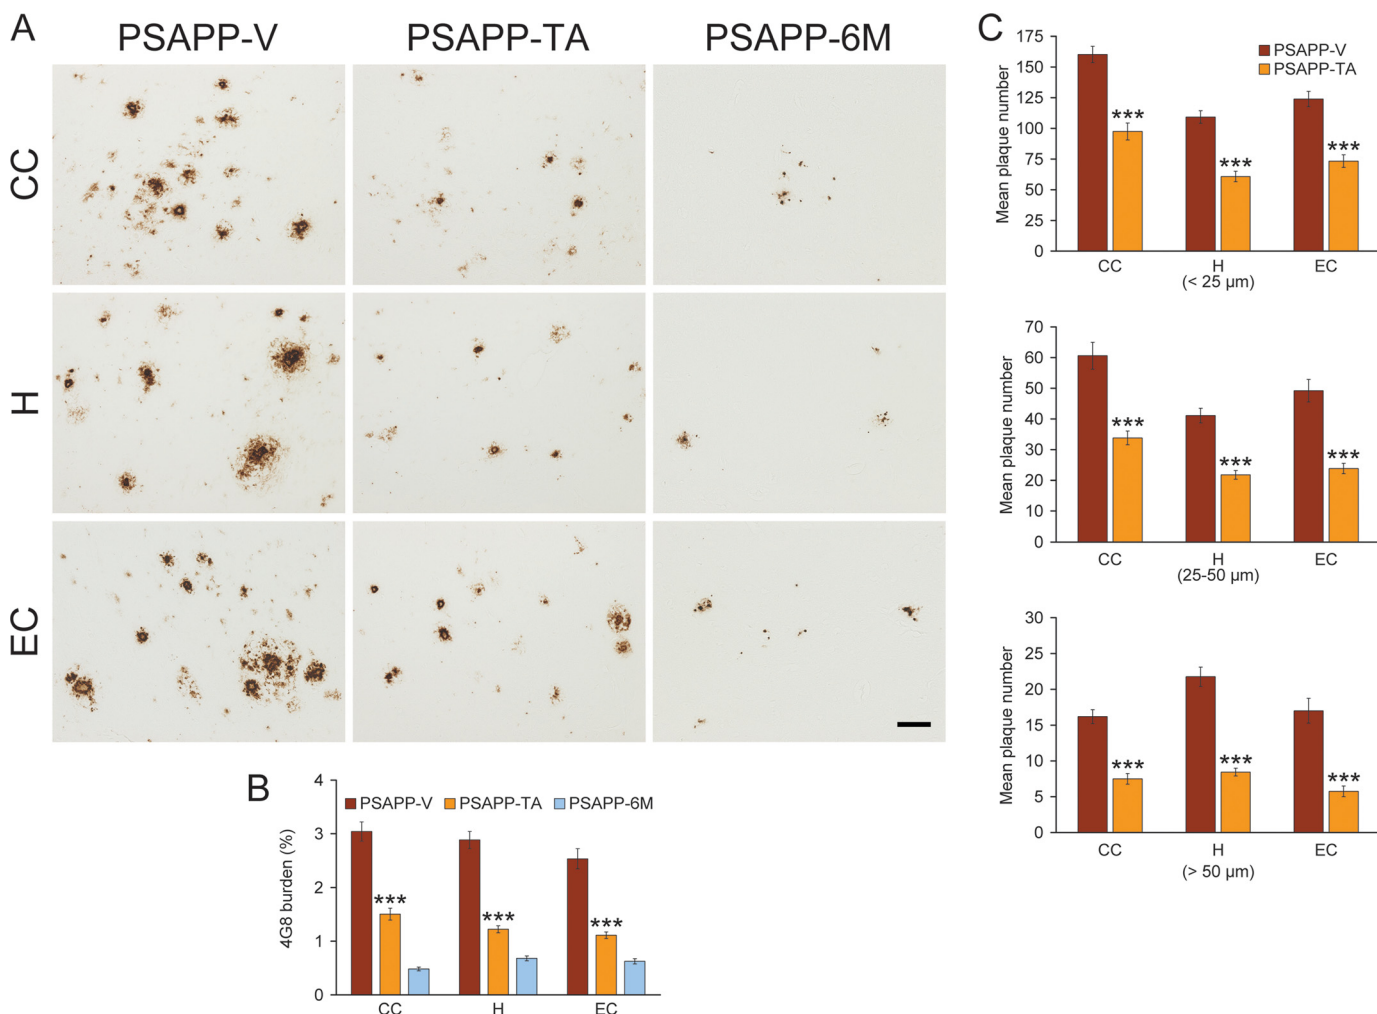 A
PSAPP-V PSAPP-TA PSAPP-6M
CC
H
EC
B
4
3
2
1
0
4G8 burden (%)
PSAPP-V PSAPP-TA PSAPP-6M
*** *** ***
CC H EC
C
175
150
125
100
75
50
25
0
Mean plaque number
PSAPP-V
PSAPP-TA
*** *** ***
CC H EC
(< 25 µm)
70
60
50
40
30
20
10
0
Mean plaque number
*** *** ***
CC H EC
(25-50 µm)
30
25
20
15
10
5
0
Mean plaque number
*** *** ***
CC H EC
(> 50 µm)